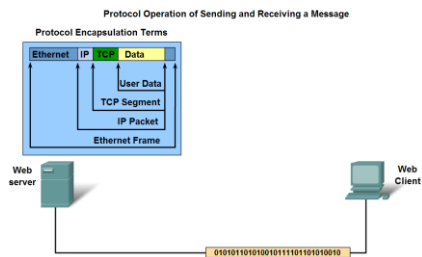 Protocol Operation of Sending and Receiving a Message
Protocol Encapsulation Terms
Ethernet IP TCP Data
User Data
TCP Segment
IP Packet
Ethernet Frame
Web
server
Web
Client
0101011010100101111101101010010